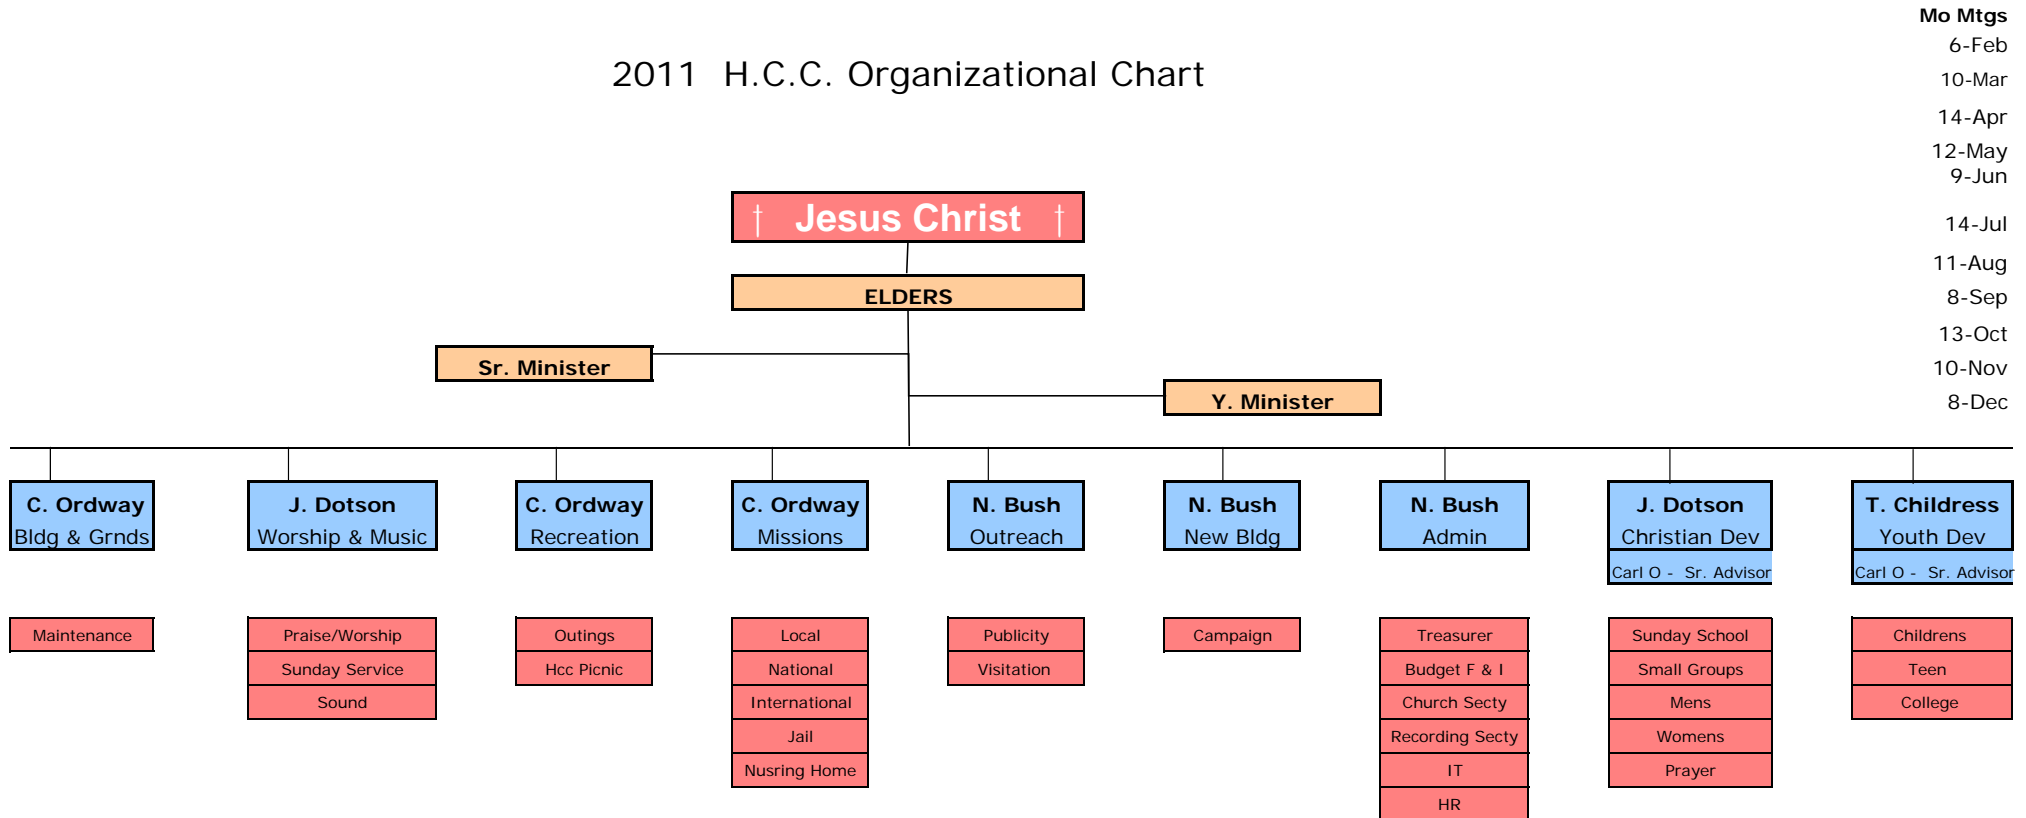 Mo Mtgs
6-Feb
2011 H.C.C. Organizational Chart
10-Mar
14-Apr
12-May
9-Jun
† Jesus Christ †
14-Jul
11-Aug
ELDERS
8-Sep
13-Oct
Sr. Minister
10-Nov
Y. Minister
8-Dec
C. Ordway
Bldg & Grnds
J. Dotson
Worship & Music
C. Ordway
Recreation
C. Ordway
Missions
N. Bush
Outreach
N. Bush
New Bldg
N. Bush
Admin
J. Dotson
Christian Dev
Carl O - Sr. Advisor
T. Childress
Youth Dev
Carl O - Sr. Advisor
Maintenance
Praise/Worship
Sunday Service
Sound
Outings
Hcc Picnic
Local
National
International
Jail
Nusring Home
Publicity
Visitation
Campaign
Treasurer
Budget F & I
Church Secty
Recording Secty
IT
HR
Sunday School
Small Groups
Mens
Womens
Prayer
Childrens
Teen
College